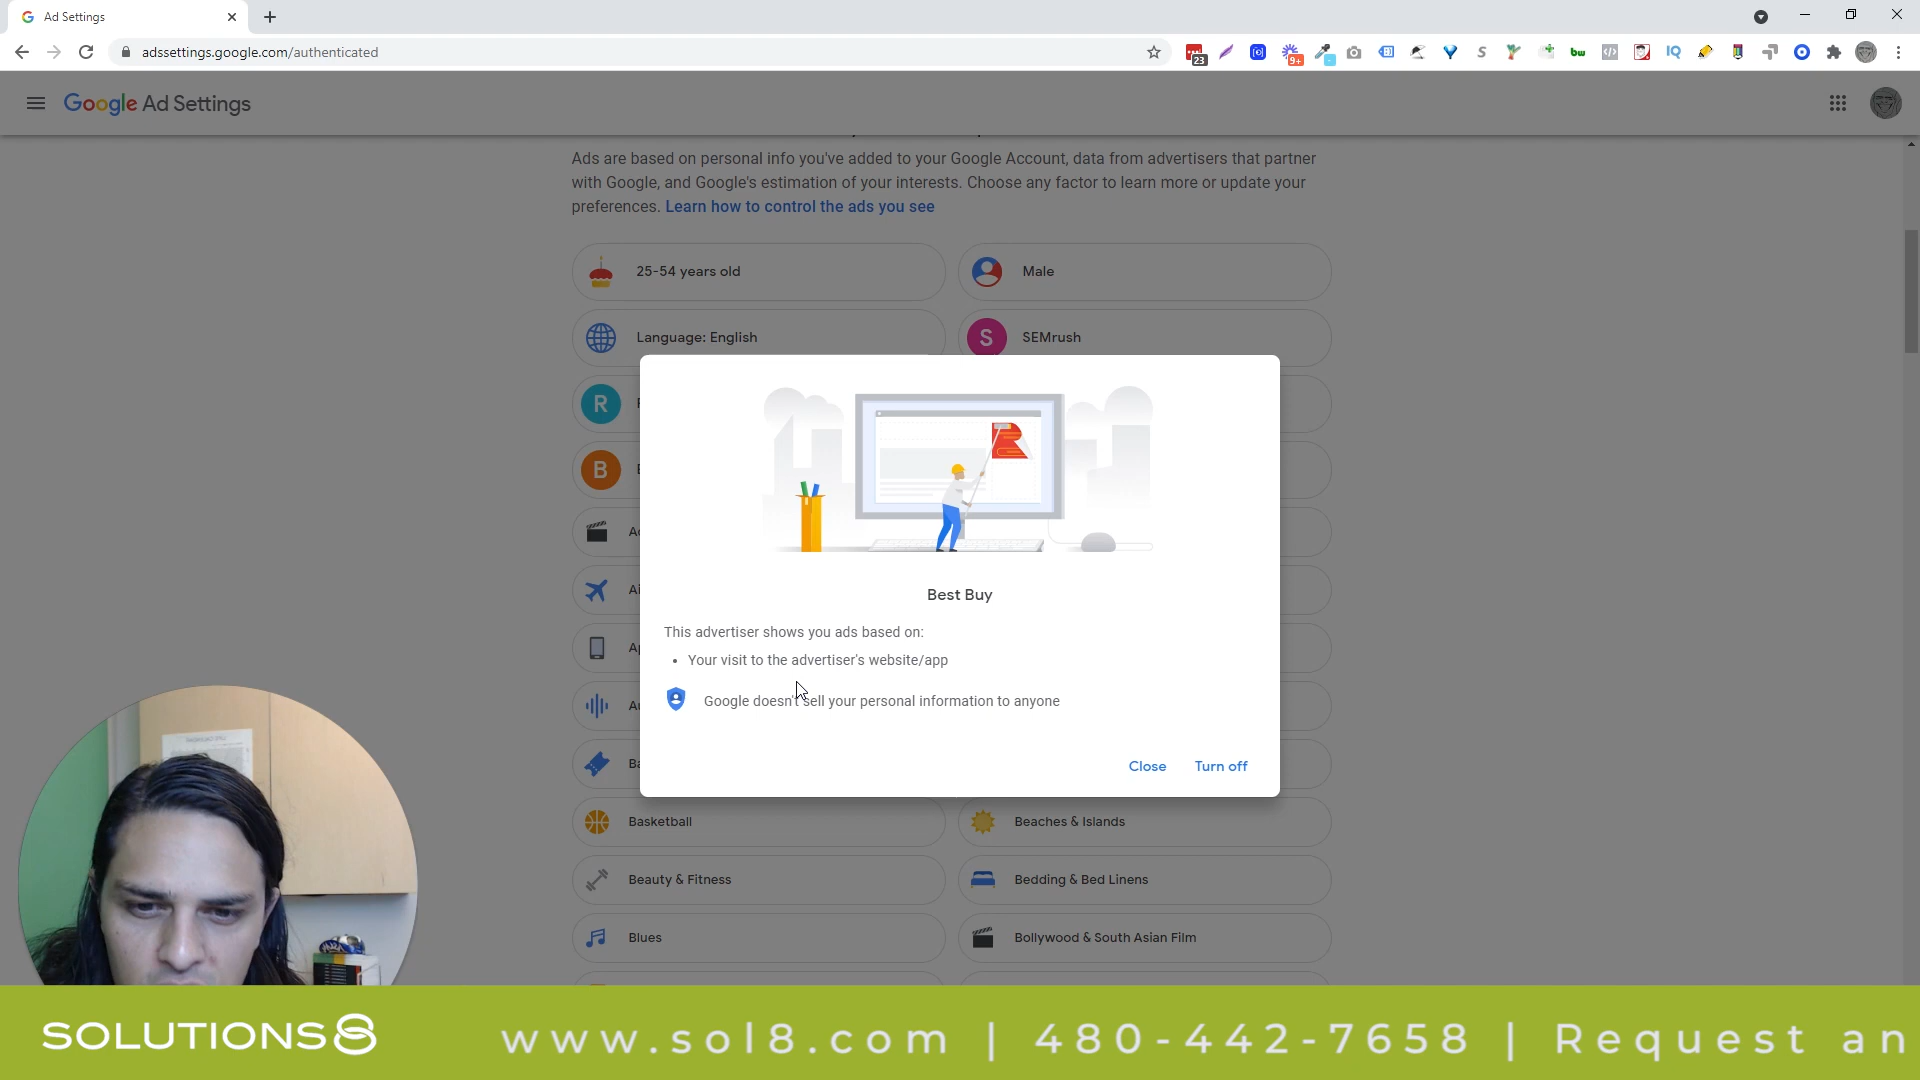 Ad Settings
adssettings.google.com/authenticated
23
9+
S
bw
IQ
Google Ad Settings
Ads are based on personal info you've added to your Google Account, data from advertisers that partner
with Google, and Google's estimation of your interests. Choose any factor to learn more or update your
preferences. Learn how to control the ads you see
25-54 years old
Male
Language: English
S
SEMrush
R
B
Best Buy
This advertiser shows you ads based on:
• Your visit to the advertiser's website/app
Google doesn't sell your personal information to anyone
Close
Turn off
Basketball
Beaches & Islands
Beauty & Fitness
Bedding & Bed Linens
Blues
Bollywood & South Asian Film
SOLUTIONS8
www.sol8.com | 480-442-7658 | Request an